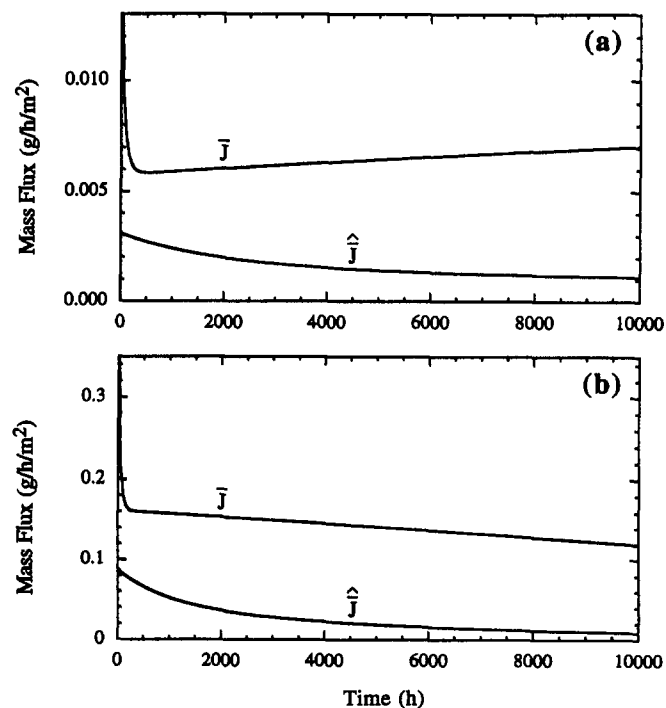 (a)
0.010
J̄
0.005
Ĵ̄
0.000
0 2000 4000 6000 8000 10000
Mass Flux (g/h/m²)
(b)
0.3
0.2
J̄
0.1
Ĵ̄
0
0 2000 4000 6000 8000 10000
Mass Flux (g/h/m²)
Time (h)